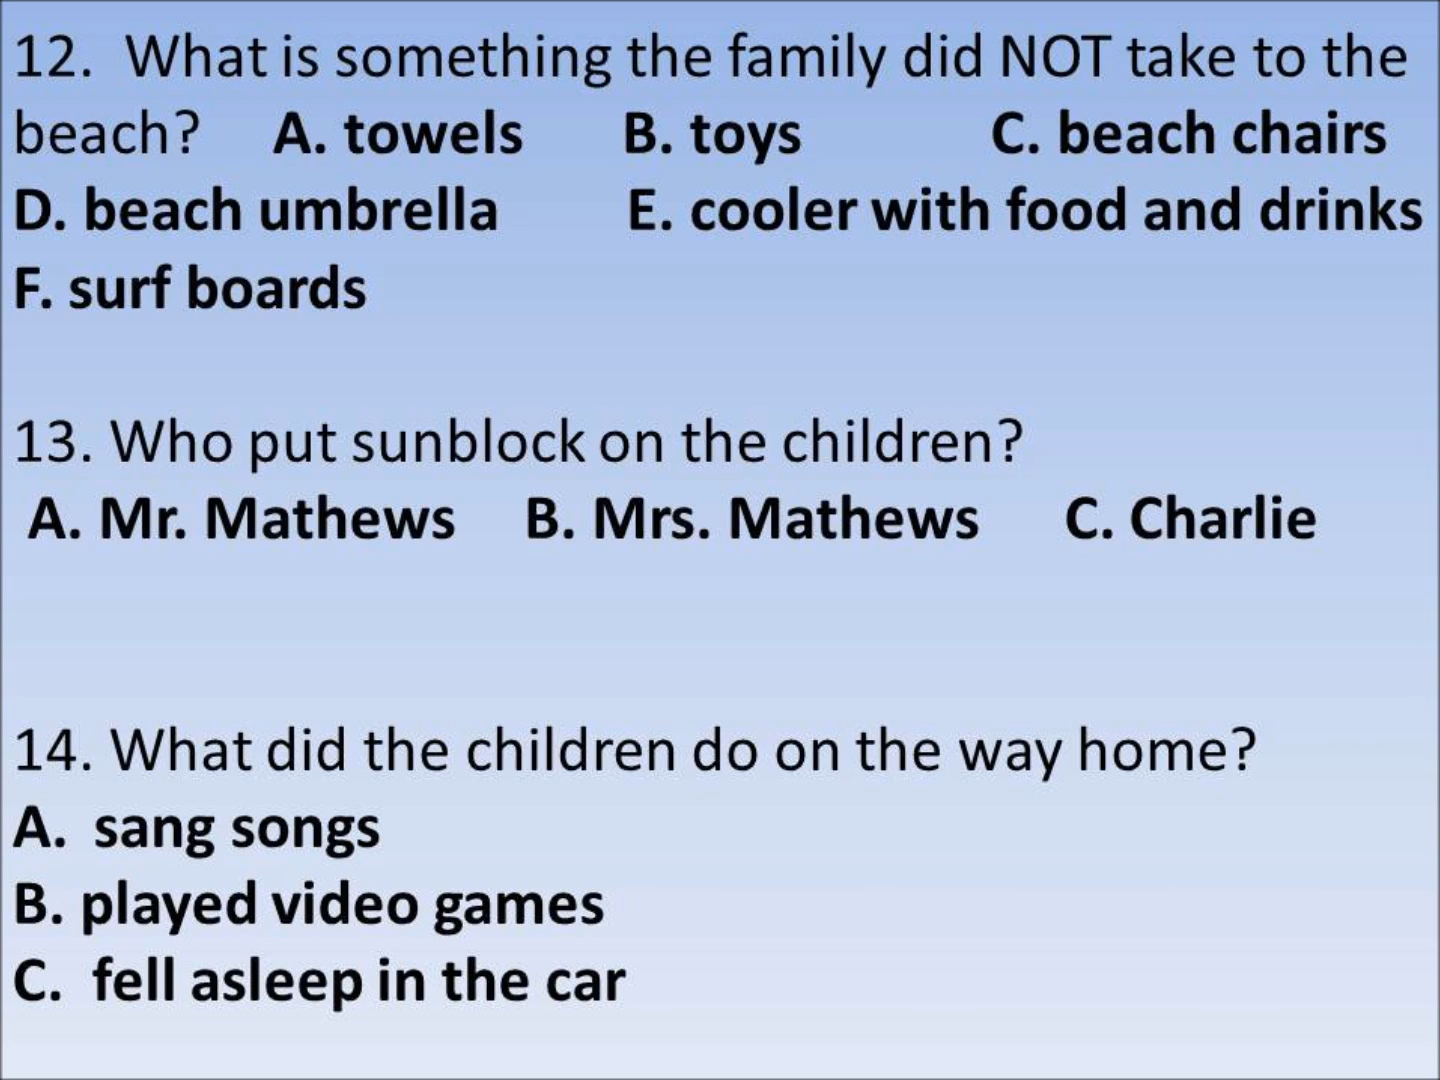 12. What is something the family did NOT take to the
beach? A. towels B. toys C. beach chairs
D. beach umbrella E. cooler with food and drinks
F. surf boards
13. Who put sunblock on the children?
A. Mr. Mathews B. Mrs. Mathews C. Charlie
14. What did the children do on the way home?
A. sang songs
B. played video games
C. fell asleep in the car